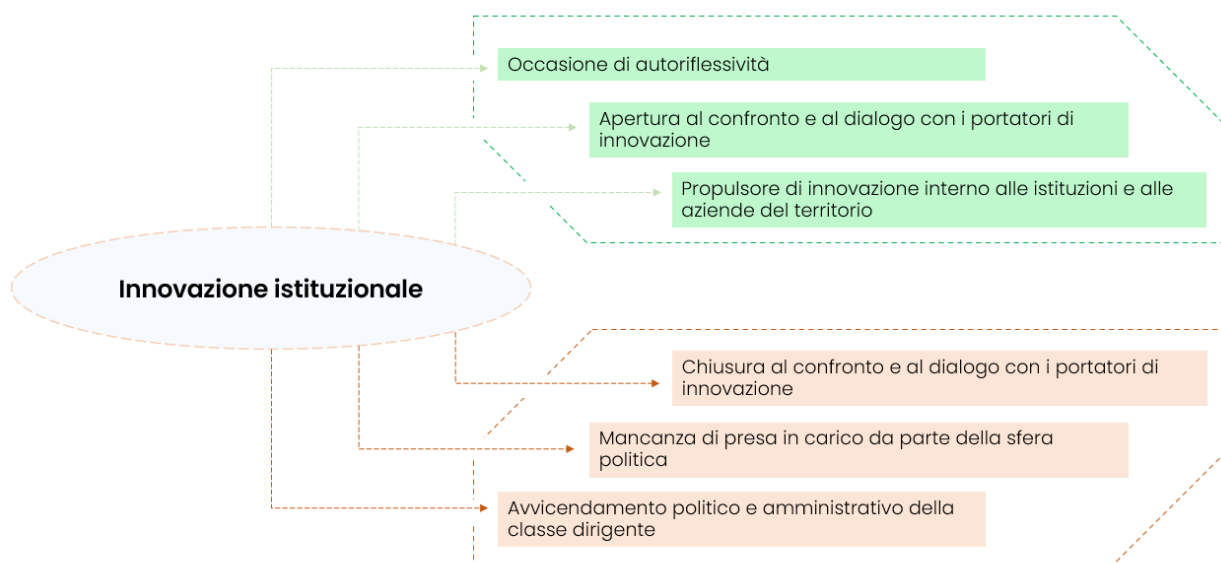 Occasione di autoriflessività
Apertura al confronto e al dialogo con i portatori di
innovazione
Propulsore di innovazione interno alle istituzioni e alle
aziende del territorio
Innovazione istituzionale
Chiusura al confronto e al dialogo con i portatori di
innovazione
Mancanza di presa in carico da parte della sfera
politica
Avvicendamento politico e amministrativo della
classe dirigente